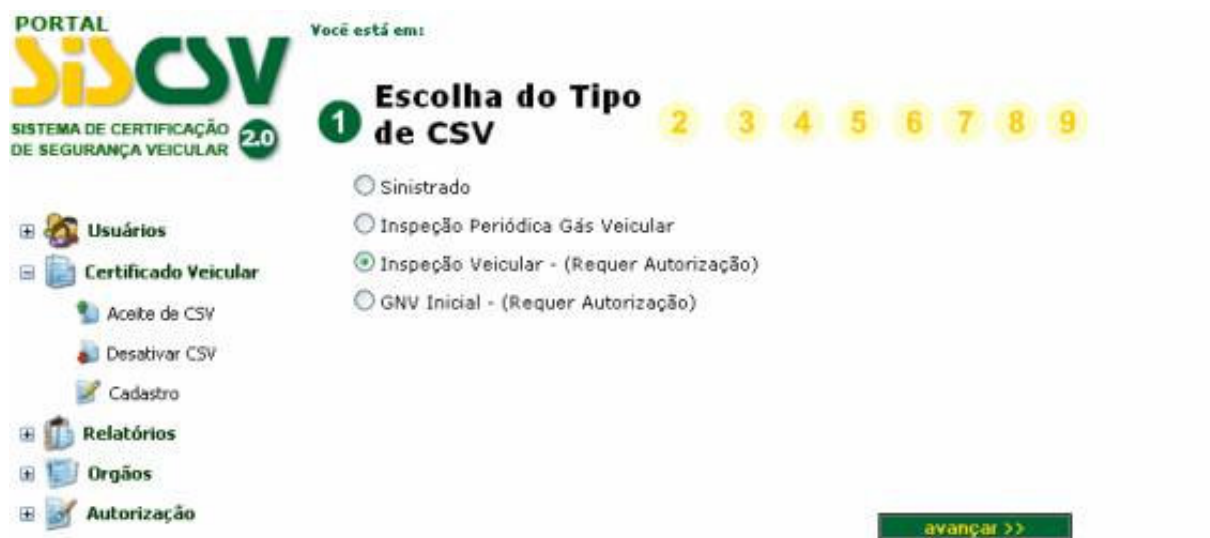 PORTAL
SiSCSV
SISTEMA DE CERTIFICAÇÃO
DE SEGURANÇA VEICULAR
2.0
Você está em:
1 Escolha do Tipo
de CSV
2 3 4 5 6 7 8 9
Sinistrado
Inspeção Periódica Gás Veicular
Inspeção Veicular - (Requer Autorização)
GNV Inicial - (Requer Autorização)
Usuários
Certificado Veicular
Aceite de CSV
Desativar CSV
Cadastro
Relatórios
Orgãos
Autorização
avançar >>